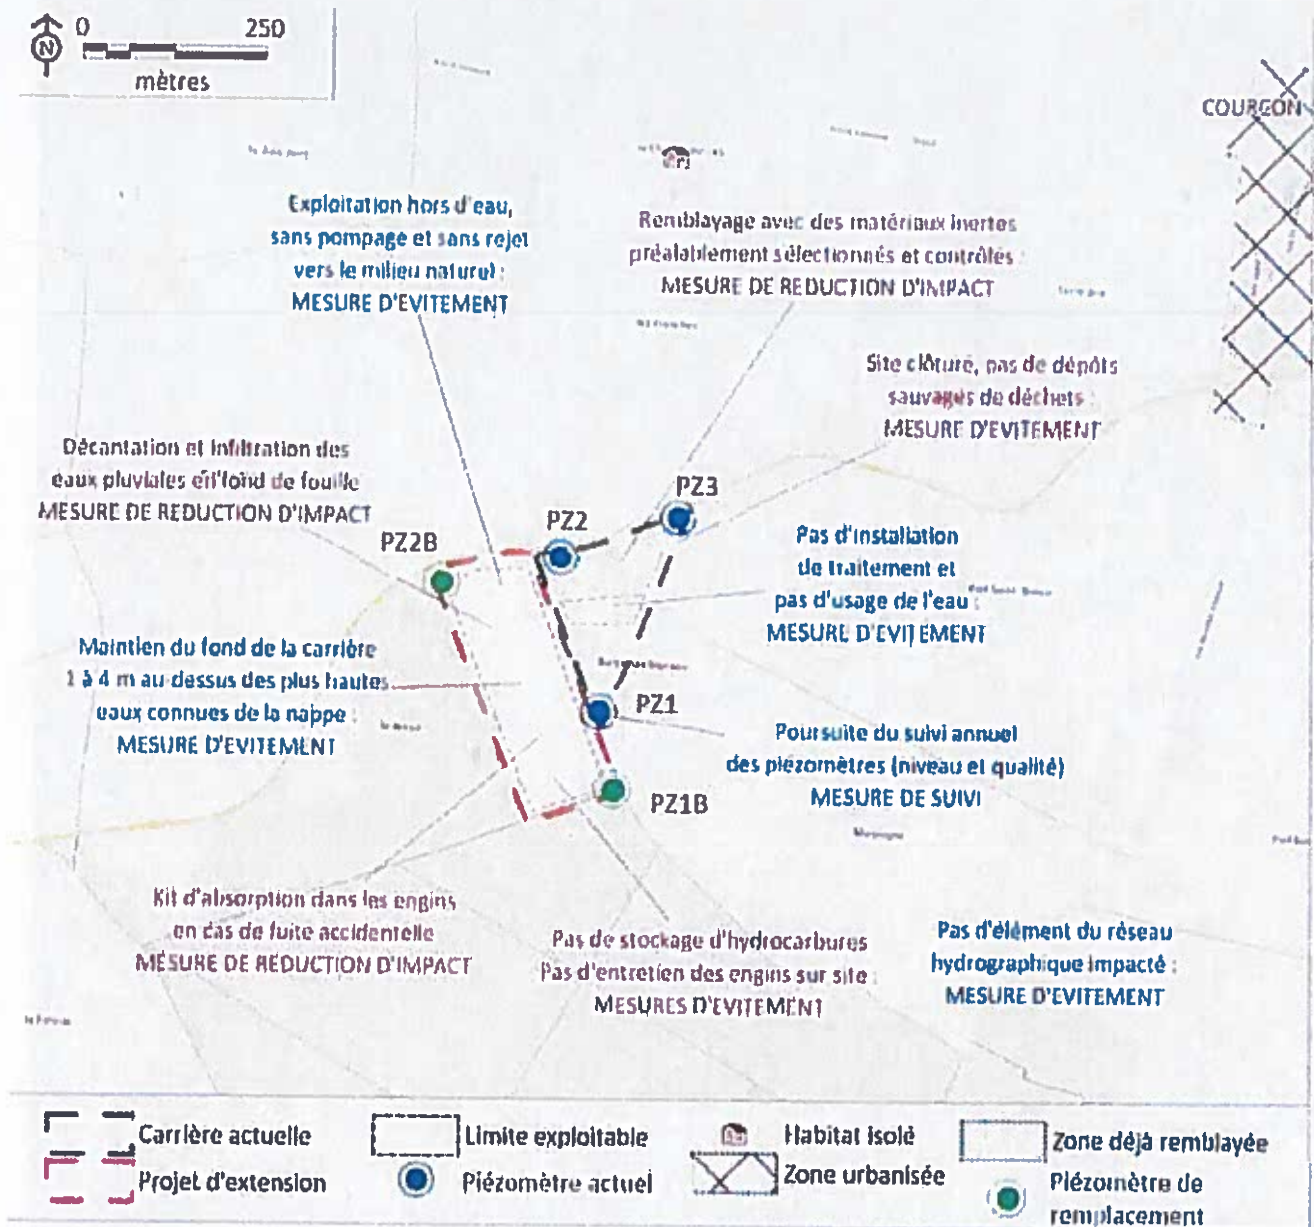 N
0 250
mètres
COURÇON
Exploitation hors d'eau,
sans pompage et sans rejet
vers le milieu naturel :
MESURE D'EVITEMENT
Remblayage avec des matériaux inertes
préalablement sélectionnés et contrôlés :
MESURE DE REDUCTION D'IMPACT
Site clôturé, pas de dépôts
sauvages de déchets :
MESURE D'EVITEMENT
Décantation et infiltration des
eaux pluviales en fond de fouille
MESURE DE REDUCTION D'IMPACT
PZ3
PZ2
PZ2B
Pas d'installation
de traitement et
pas d'usage de l'eau :
MESURE D'EVITEMENT
Maintien du fond de la carrière
1 à 4 m au dessus des plus hautes
eaux connues de la nappe :
MESURE D'EVITEMENT
PZ1
Poursuite du suivi annuel
des piézomètres (niveau et qualité)
MESURE DE SUIVI
PZ1B
Kit d'absorption dans les engins
en cas de fuite accidentelle
MESURE DE REDUCTION D'IMPACT
Pas de stockage d'hydrocarbures
Pas d'entretien des engins sur site :
MESURES D'EVITEMENT
Pas d'élément du réseau
hydrographique impacté :
MESURE D'EVITEMENT
Carrière actuelle
Limite exploitable
Habitat isolé
Zone déjà remblayée
Projet d'extension
Piézomètre actuel
Zone urbanisée
Piézomètre de
remplacement